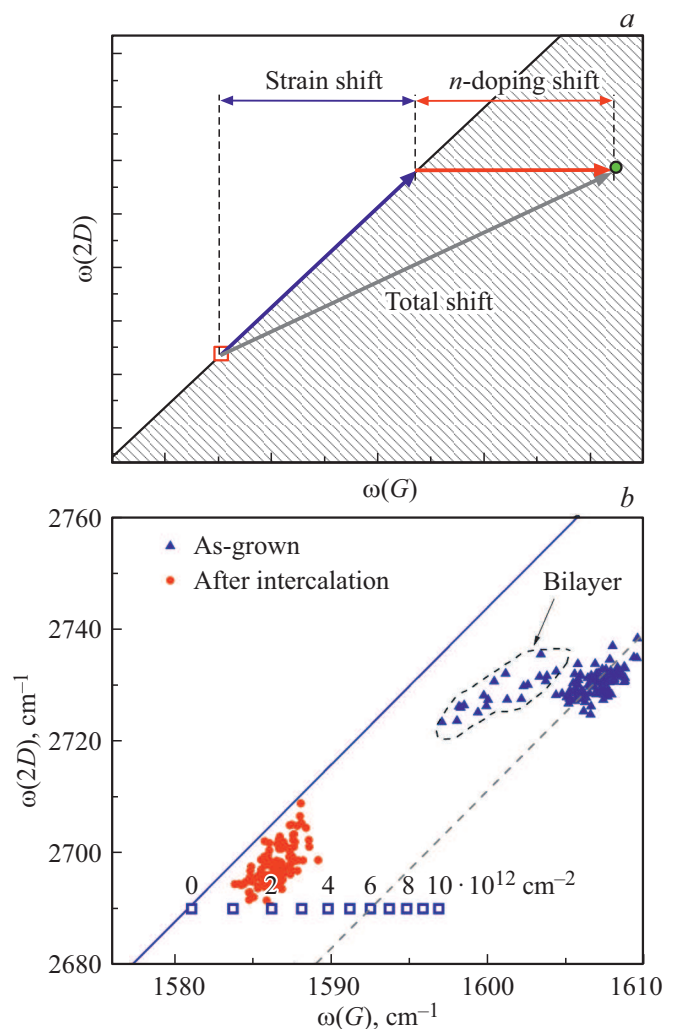 a
Strain shift
n-doping shift
ω(2D)
Total shift
ω(G)
b
2760
As-grown
After intercalation
Bilayer
2740
ω(2D), cm⁻¹
2720
2700
0 2 4 6 8 10 · 10¹² cm⁻²
2680
1580 1590 1600 1610
ω(G), cm⁻¹